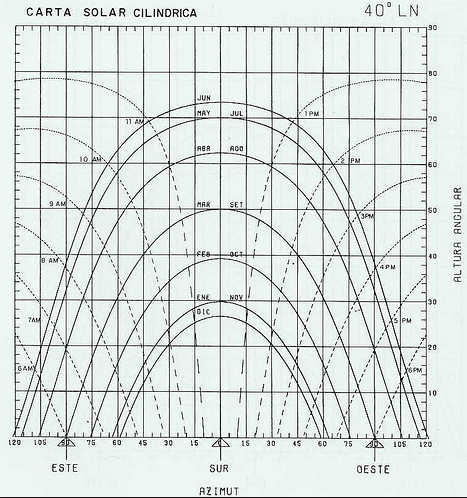 CARTA SOLAR CILINDRICA
40° LN
90
80
JUN
70
MAY JUL
11 AM
1 PM
ABR AGO
10 AM
2 PM
60
9 AM
3PM
50
MAR SET
ALTURA ANGULAR
8 AM
4 PM
40
FEB OCT
30
ENE NOV
DIC
7AM
5 PM
20
6AM
6PM
10
120 105 90 75 60 45 30 15 0 15 30 45 60 75 90 105 120
ESTE SUR OESTE
AZIMUT